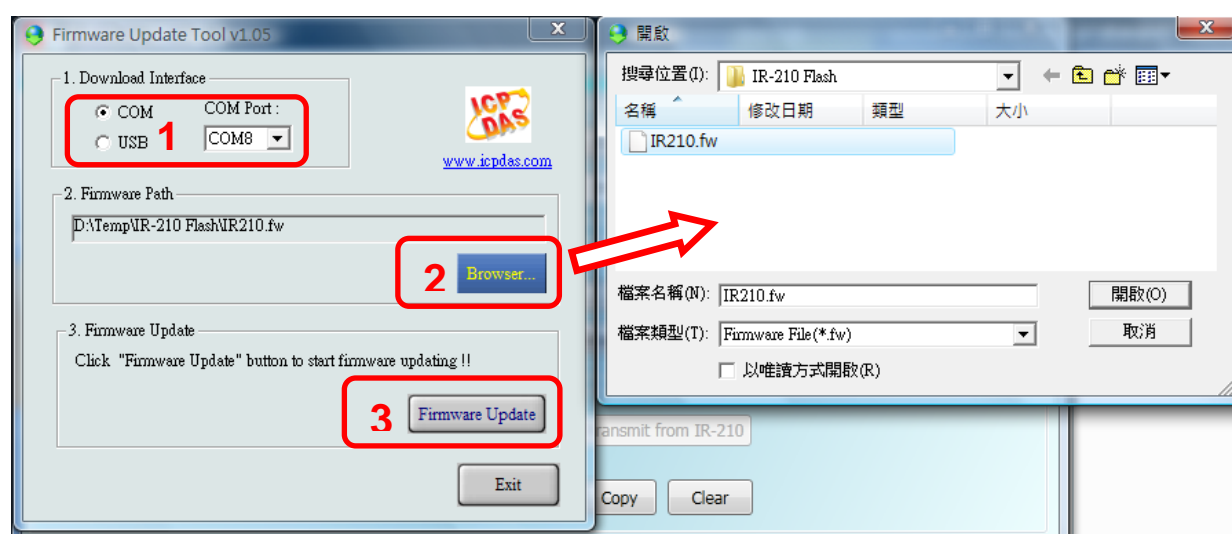 Firmware Update Tool v1.05
1. Download Interface
COM
COM Port :
USB
1
COM8
ICP DAS
www.icpdas.com
2. Firmware Path
D:\Temp\IR-210 Flash\IR210.fw
2
Browser...
3. Firmware Update
Click "Firmware Update" button to start firmware updating !!
3
Firmware Update
Exit
開啟
搜尋位置(I):
IR-210 Flash
名稱
修改日期
類型
大小
IR210.fw
檔案名稱(N):
IR210.fw
開啟(O)
檔案類型(T):
Firmware File(*.fw)
取消
以唯讀方式開啟(R)
ransmit from IR-210
Copy
Clear